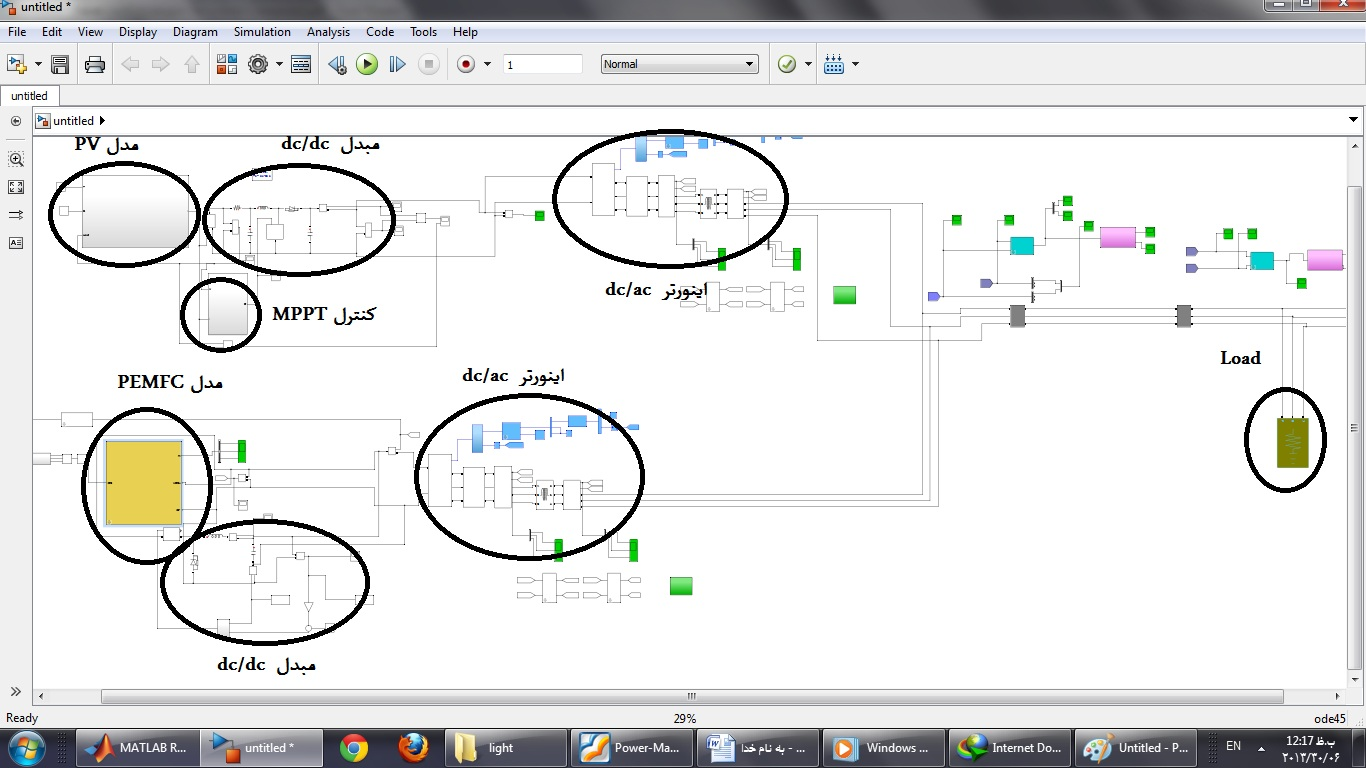 untitled *
File Edit View Display Diagram Simulation Analysis Code Tools Help
1
Normal
untitled
untitled
مدل PV
مبدل dc/dc
اینورتر dc/ac
کنترل MPPT
Load
مدل PEMFC
اینورتر dc/ac
مبدل dc/dc
Ready
29%
ode45
MATLAB R...
untitled *
light
Power-Ma...
به نام خدا - ...
Windows ...
Internet Do...
Untitled - P...
EN
12:17 ب.ظ
۲۰۱۳/۳۰/۰۶